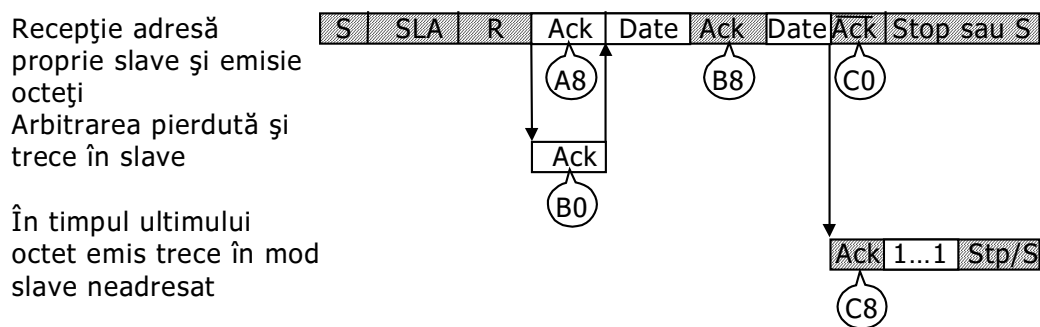 Recepţie adresă
proprie slave şi emisie
octeţi
Arbitrarea pierdută şi
trece în slave
În timpul ultimului
octet emis trece în mod
slave neadresat
S SLA R Ack Date Ack Date Ack Stop sau S
A8 B8 C0
Ack
B0
Ack 1...1 Stp/S
C8